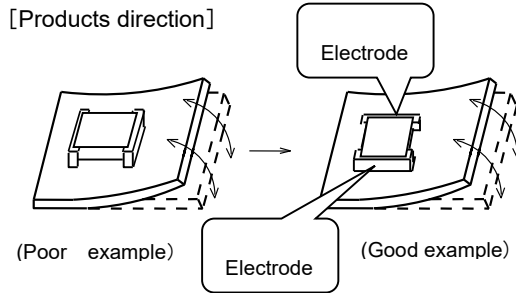 [Products direction]
Electrode
(Poor example）
Electrode
(Good example）